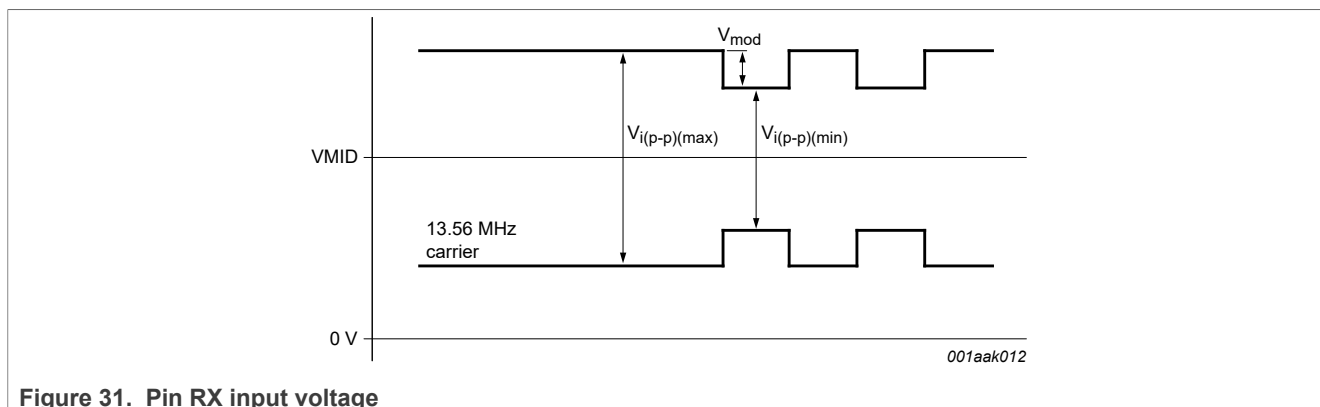 Vmod
Vi(p-p)(max)
Vi(p-p)(min)
VMID
13.56 MHz
carrier
0 V
001aak012
Figure 31. Pin RX input voltage